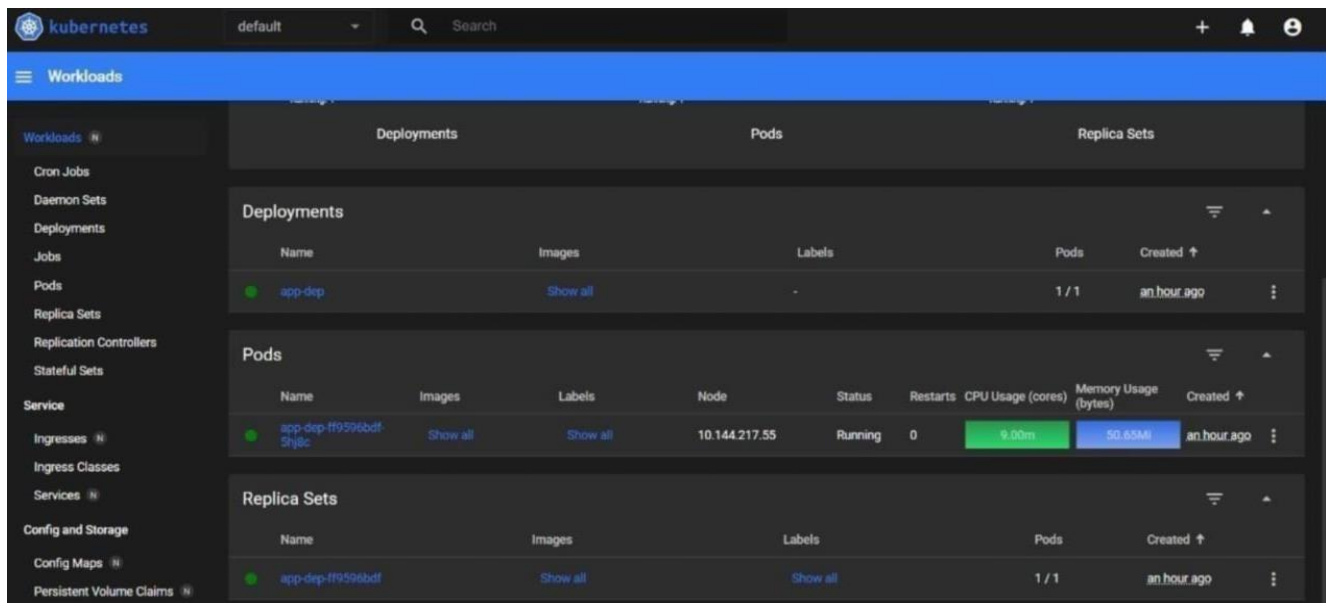 kubernetes default Search
Workloads
Workloads N
Cron Jobs
Daemon Sets
Deployments
Jobs
Pods
Replica Sets
Replication Controllers
Stateful Sets
Service
Ingresses N
Ingress Classes
Services N
Config and Storage
Config Maps N
Persistent Volume Claims N
Deployments Pods Replica Sets
Deployments
Name Images Labels Pods Created ↑
app-dep Show all - 1 / 1 an hour ago
Pods
Name Images Labels Node Status Restarts CPU Usage (cores) Memory Usage (bytes) Created ↑
app-dep-ff9596bdf-5hj8c Show all Show all 10.144.217.55 Running 0 9.00m 50.65Mi an hour ago
Replica Sets
Name Images Labels Pods Created ↑
app-dep-ff9596bdf Show all Show all 1 / 1 an hour ago